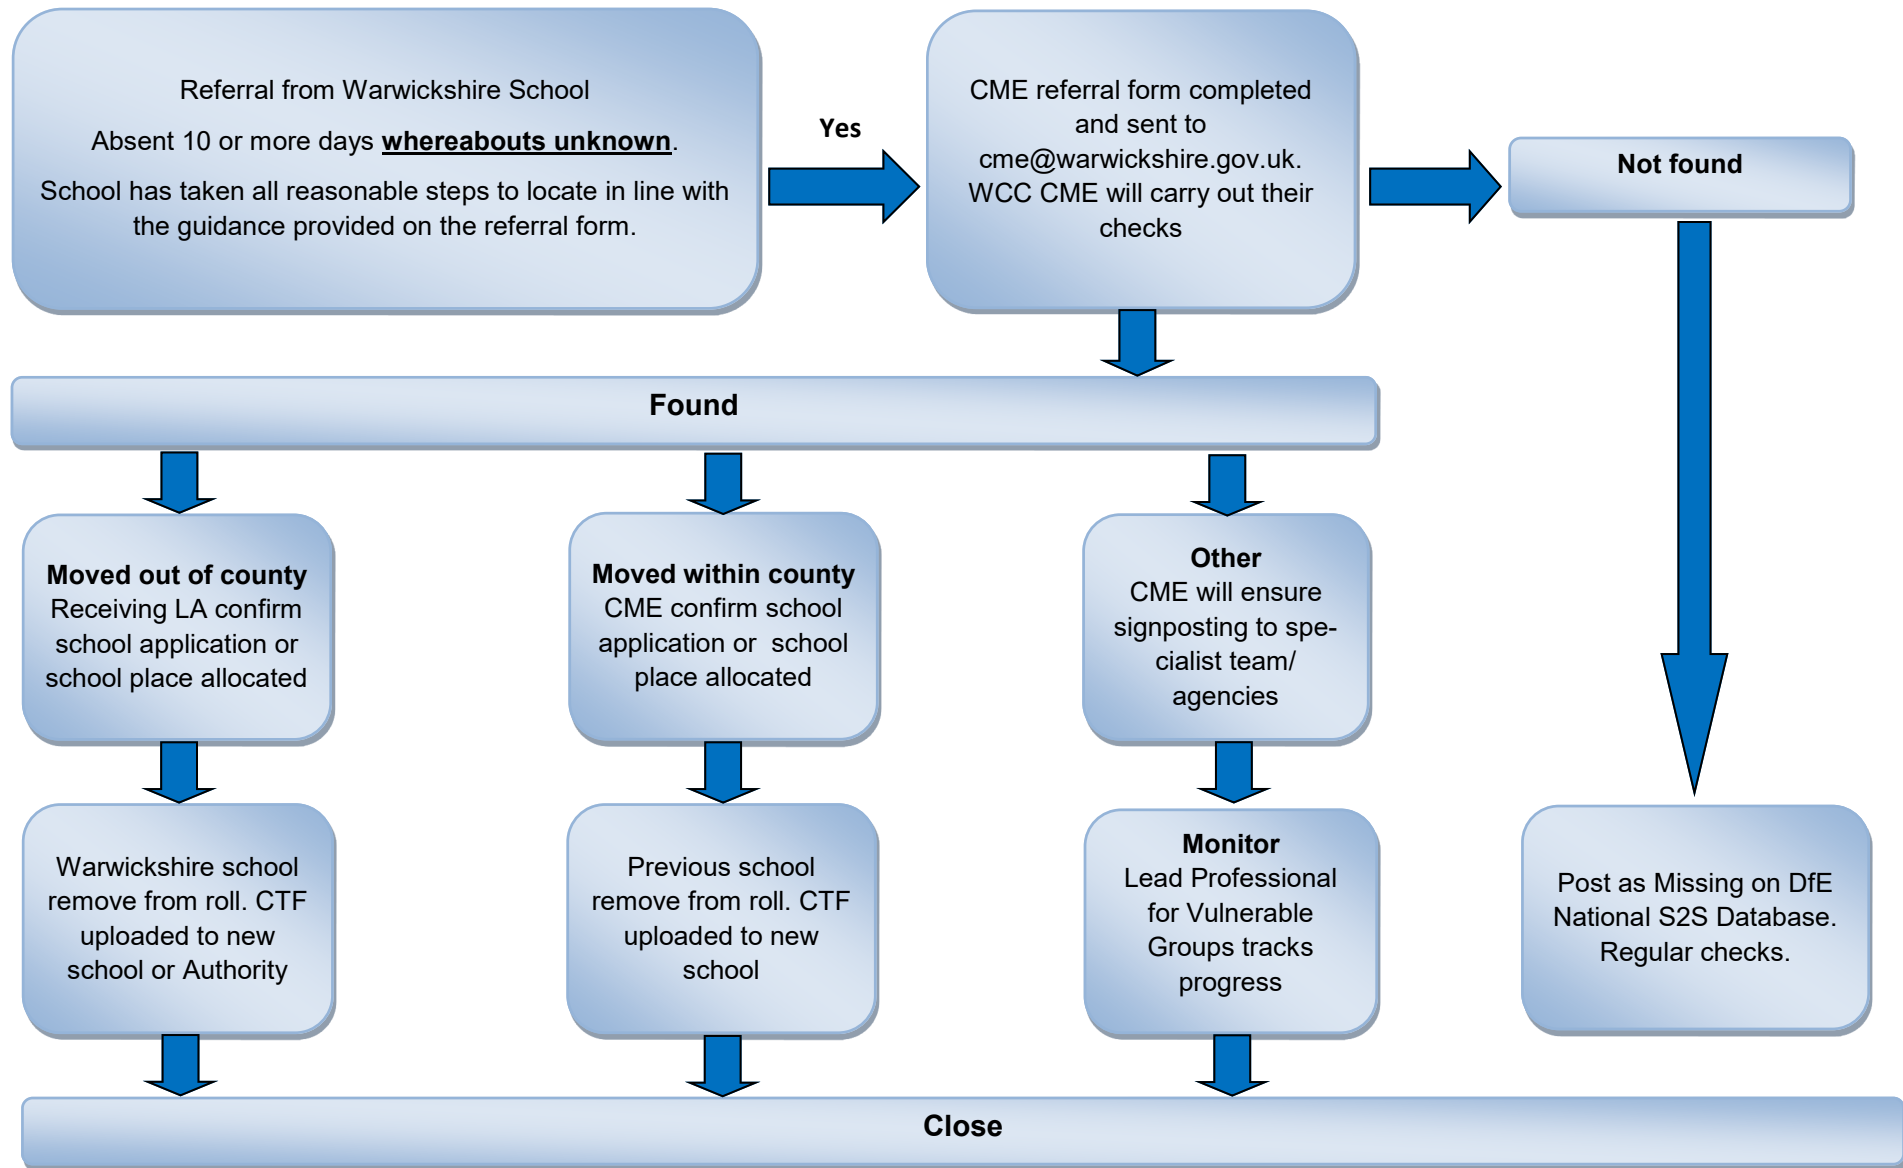 Referral from Warwickshire School
Absent 10 or more days whereabouts unknown.
School has taken all reasonable steps to locate in line with
the guidance provided on the referral form.
Yes
CME referral form completed
and sent to
cme@warwickshire.gov.uk.
WCC CME will carry out their
checks
Not found
Found
Moved out of county
Receiving LA confirm
school application or
school place allocated
Moved within county
CME confirm school
application or  school
place allocated
Other
CME will ensure
signposting to spe-
cialist team/
agencies
Warwickshire school
remove from roll. CTF
uploaded to new
school or Authority
Previous school
remove from roll. CTF
uploaded to new
school
Monitor
Lead Professional
for Vulnerable
Groups tracks
progress
Post as Missing on DfE
National S2S Database.
Regular checks.
Close